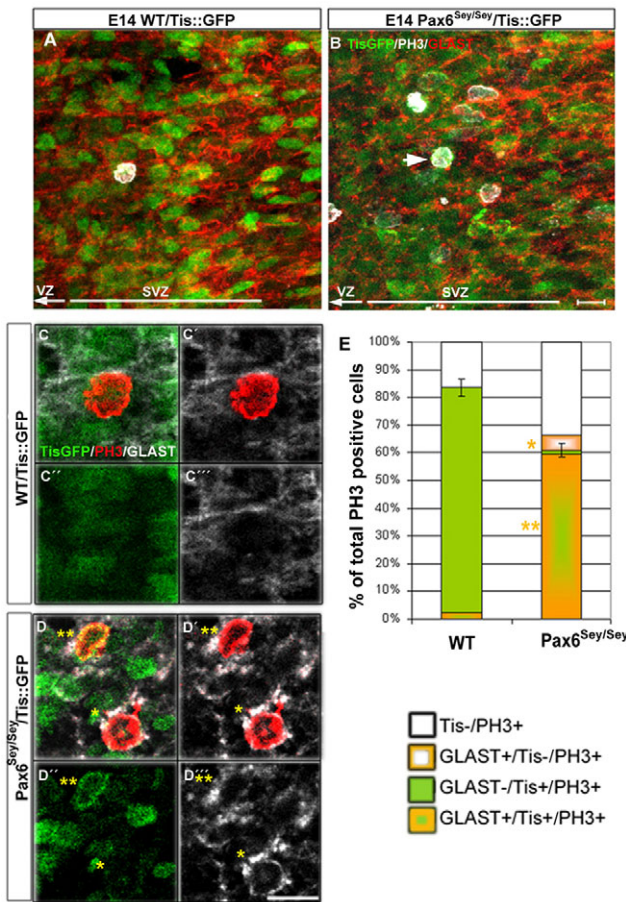 E14 WT/Tis::GFP
E14 Pax6Sey/Sey/Tis::GFP
A
B
TisGFP/PH3/GLAST
VZ
SVZ
VZ
SVZ
WT/Tis::GFP
C
C´
TisGFP/PH3/GLAST
C´´
C´´´
Pax6Sey/Sey/Tis::GFP
D
**
*
D´
**
*
D´´
**
*
D´´´
**
*
E
% of total PH3 positive cells
100%
90%
80%
70%
60%
50%
40%
30%
20%
10%
0%
*
**
WT
Pax6Sey/Sey
Tis-/PH3+
GLAST+/Tis-/PH3+
GLAST-/Tis+/PH3+
GLAST+/Tis+/PH3+